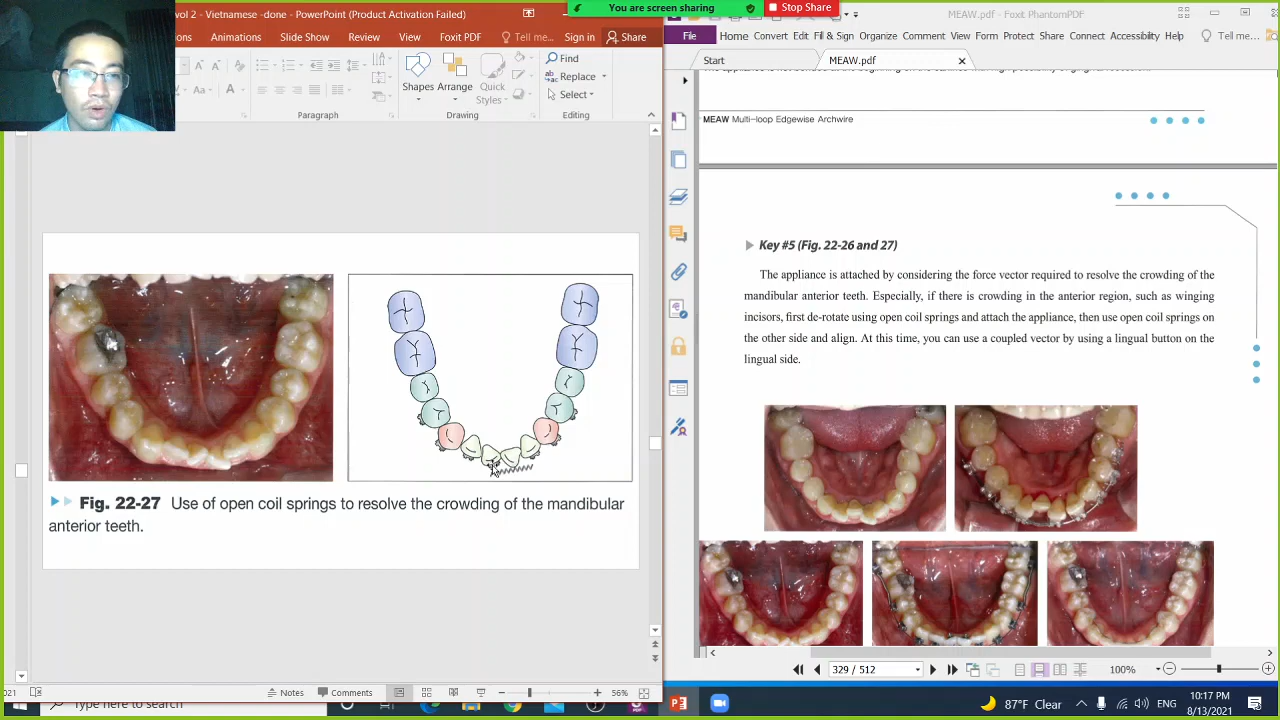 vol 2 - Vietnamese -done - PowerPoint (Product Activation Failed)
You are screen sharing
Stop Share
MEAW.pdf - Foxit PhantomPDF
Animations
Slide Show
Review
View
Foxit PDF
Tell me...
Sign in
Share
File
Home
Convert
Edit
Fill & Sign
Organize
Comment
View
Form
Protect
Share
Connect
Accessibility
Help
Tell me...
Start
MEAW.pdf
Shapes
Arrange
Quick
Styles
Find
Replace
Select
Paragraph
Drawing
Editing
MEAW Multi-loop Edgewise Archwire
Key #5 (Fig. 22-26 and 27)
The appliance is attached by considering the force vector required to resolve the crowding of the
mandibular anterior teeth. Especially, if there is crowding in the anterior region, such as winging
incisors, first de-rotate using open coil springs and attach the appliance, then use open coil springs on
the other side and align. At this time, you can use a coupled vector by using a lingual button on the
lingual side.
Fig. 22-27 Use of open coil springs to resolve the crowding of the mandibular
anterior teeth.
329 / 512
100%
Notes
Comments
56%
Type here to search
87°F Clear
ENG
10:17 PM
8/13/2021